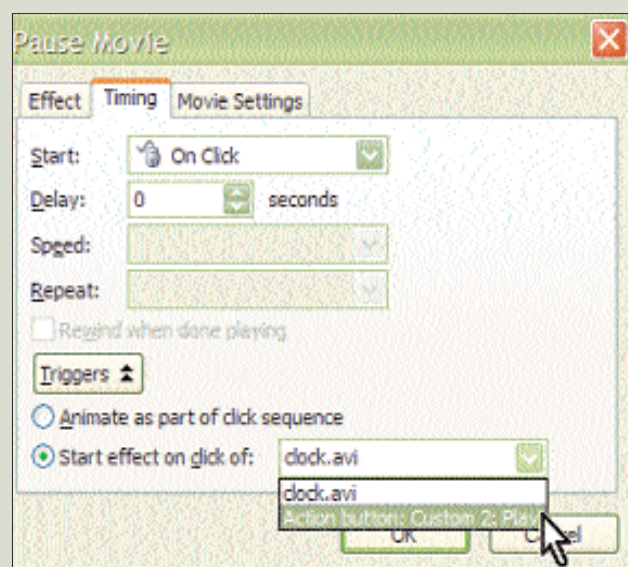 Pause Movie
Effect Timing Movie Settings
Start: On Click
Delay: 0 seconds
Speed:
Repeat:
Rewind when done playing
Triggers
Animate as part of click sequence
Start effect on click of: clock.avi
clock.avi
Action button: Custom 2: Play
OK